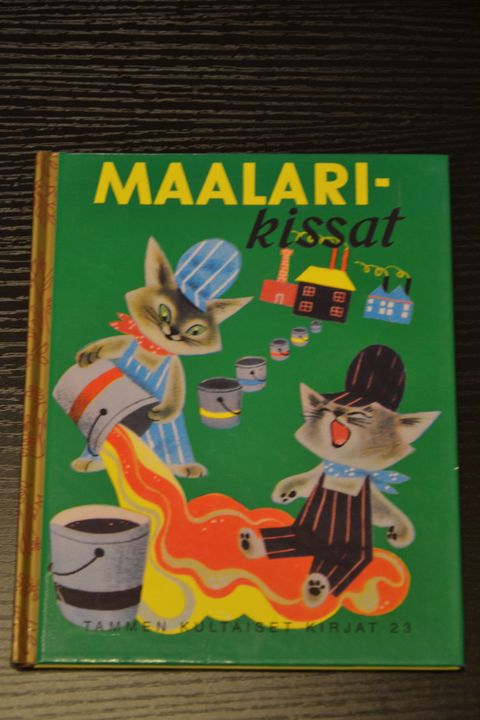 MAALARI-
kissat
TAMMEN KULTAISET KIRJAT 23